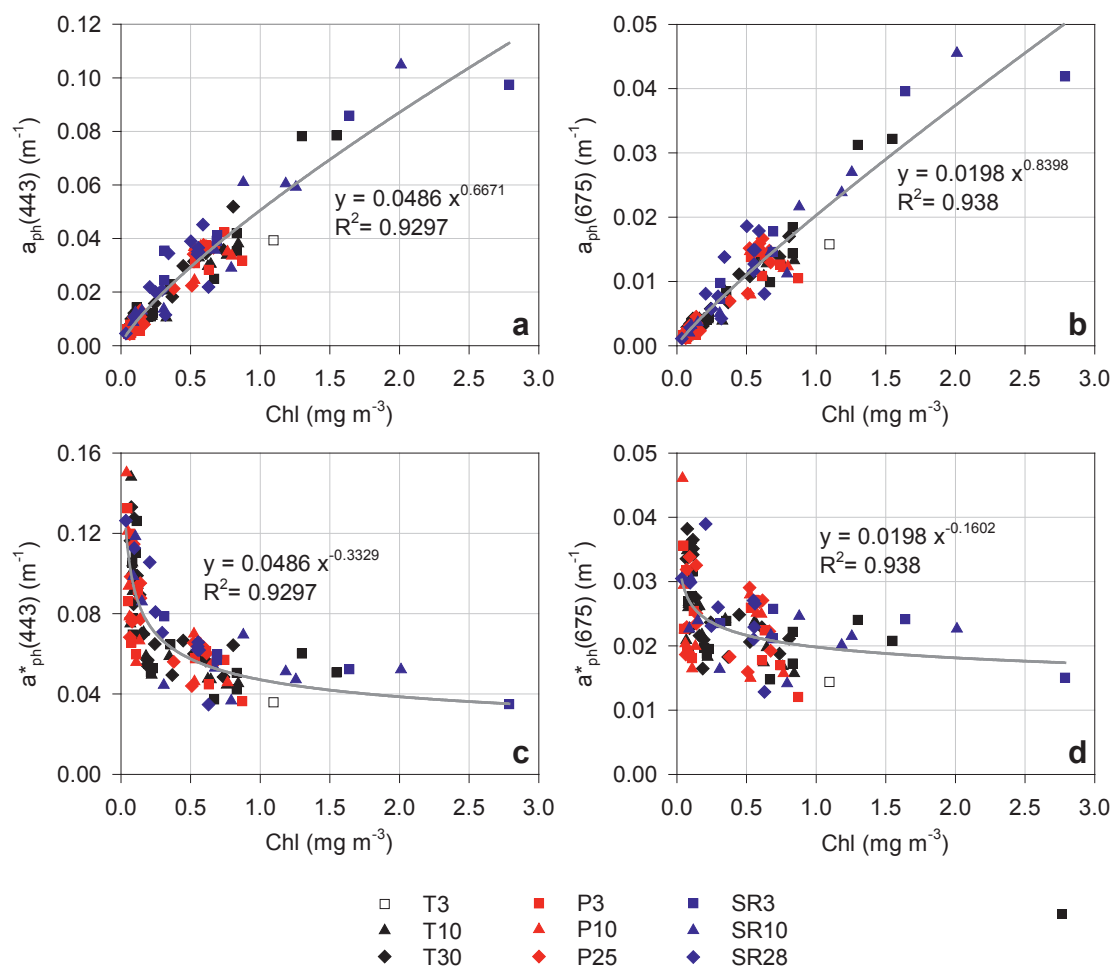 0.12
0.10
0.08
0.06
0.04
0.02
0.00
a_ph(443) (m⁻¹)
y = 0.0486 x^0.6671
R² = 0.9297
a
0.0 0.5 1.0 1.5 2.0 2.5 3.0
Chl (mg m⁻³)
0.05
0.04
0.03
0.02
0.01
0.00
a_ph(675) (m⁻¹)
y = 0.0198 x^0.8398
R² = 0.938
b
0.0 0.5 1.0 1.5 2.0 2.5 3.0
Chl (mg m⁻³)
0.16
0.12
0.08
0.04
0.00
a*_ph(443) (m⁻¹)
y = 0.0486 x^-0.3329
R² = 0.9297
c
0.0 0.5 1.0 1.5 2.0 2.5 3.0
Chl (mg m⁻³)
0.05
0.04
0.03
0.02
0.01
0.00
a*_ph(675) (m⁻¹)
y = 0.0198 x^-0.1602
R² = 0.938
d
0.0 0.5 1.0 1.5 2.0 2.5 3.0
Chl (mg m⁻³)
T3 P3 SR3
T10 P10 SR10
T30 P25 SR28